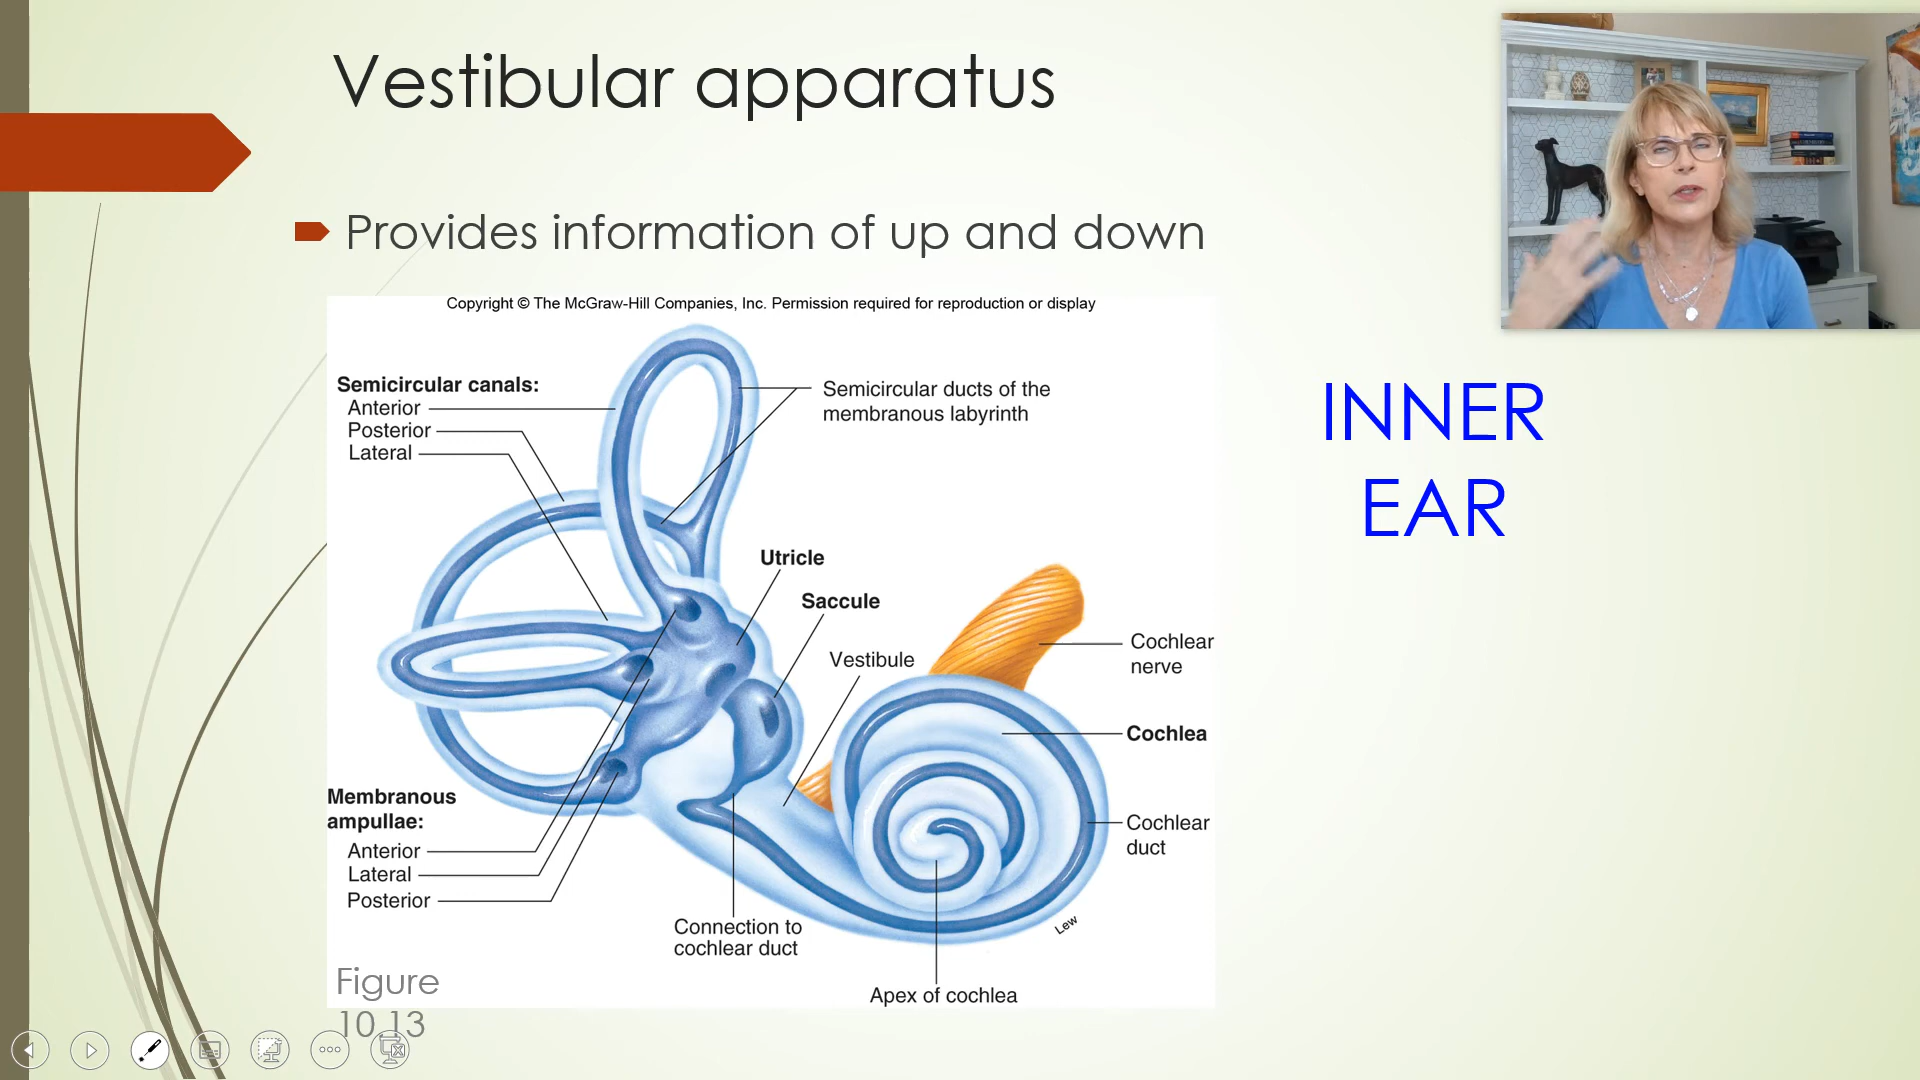 Vestibular apparatus
Provides information of up and down
Copyright © The McGraw-Hill Companies, Inc. Permission required for reproduction or display
Semicircular canals:
Anterior
Posterior
Lateral
Semicircular ducts of the
membranous labyrinth
Utricle
Saccule
Vestibule
Cochlear
nerve
Cochlea
Cochlear
duct
Membranous
ampullae:
Anterior
Lateral
Posterior
Connection to
cochlear duct
Apex of cochlea
Lew
Figure
10.13
INNER
EAR